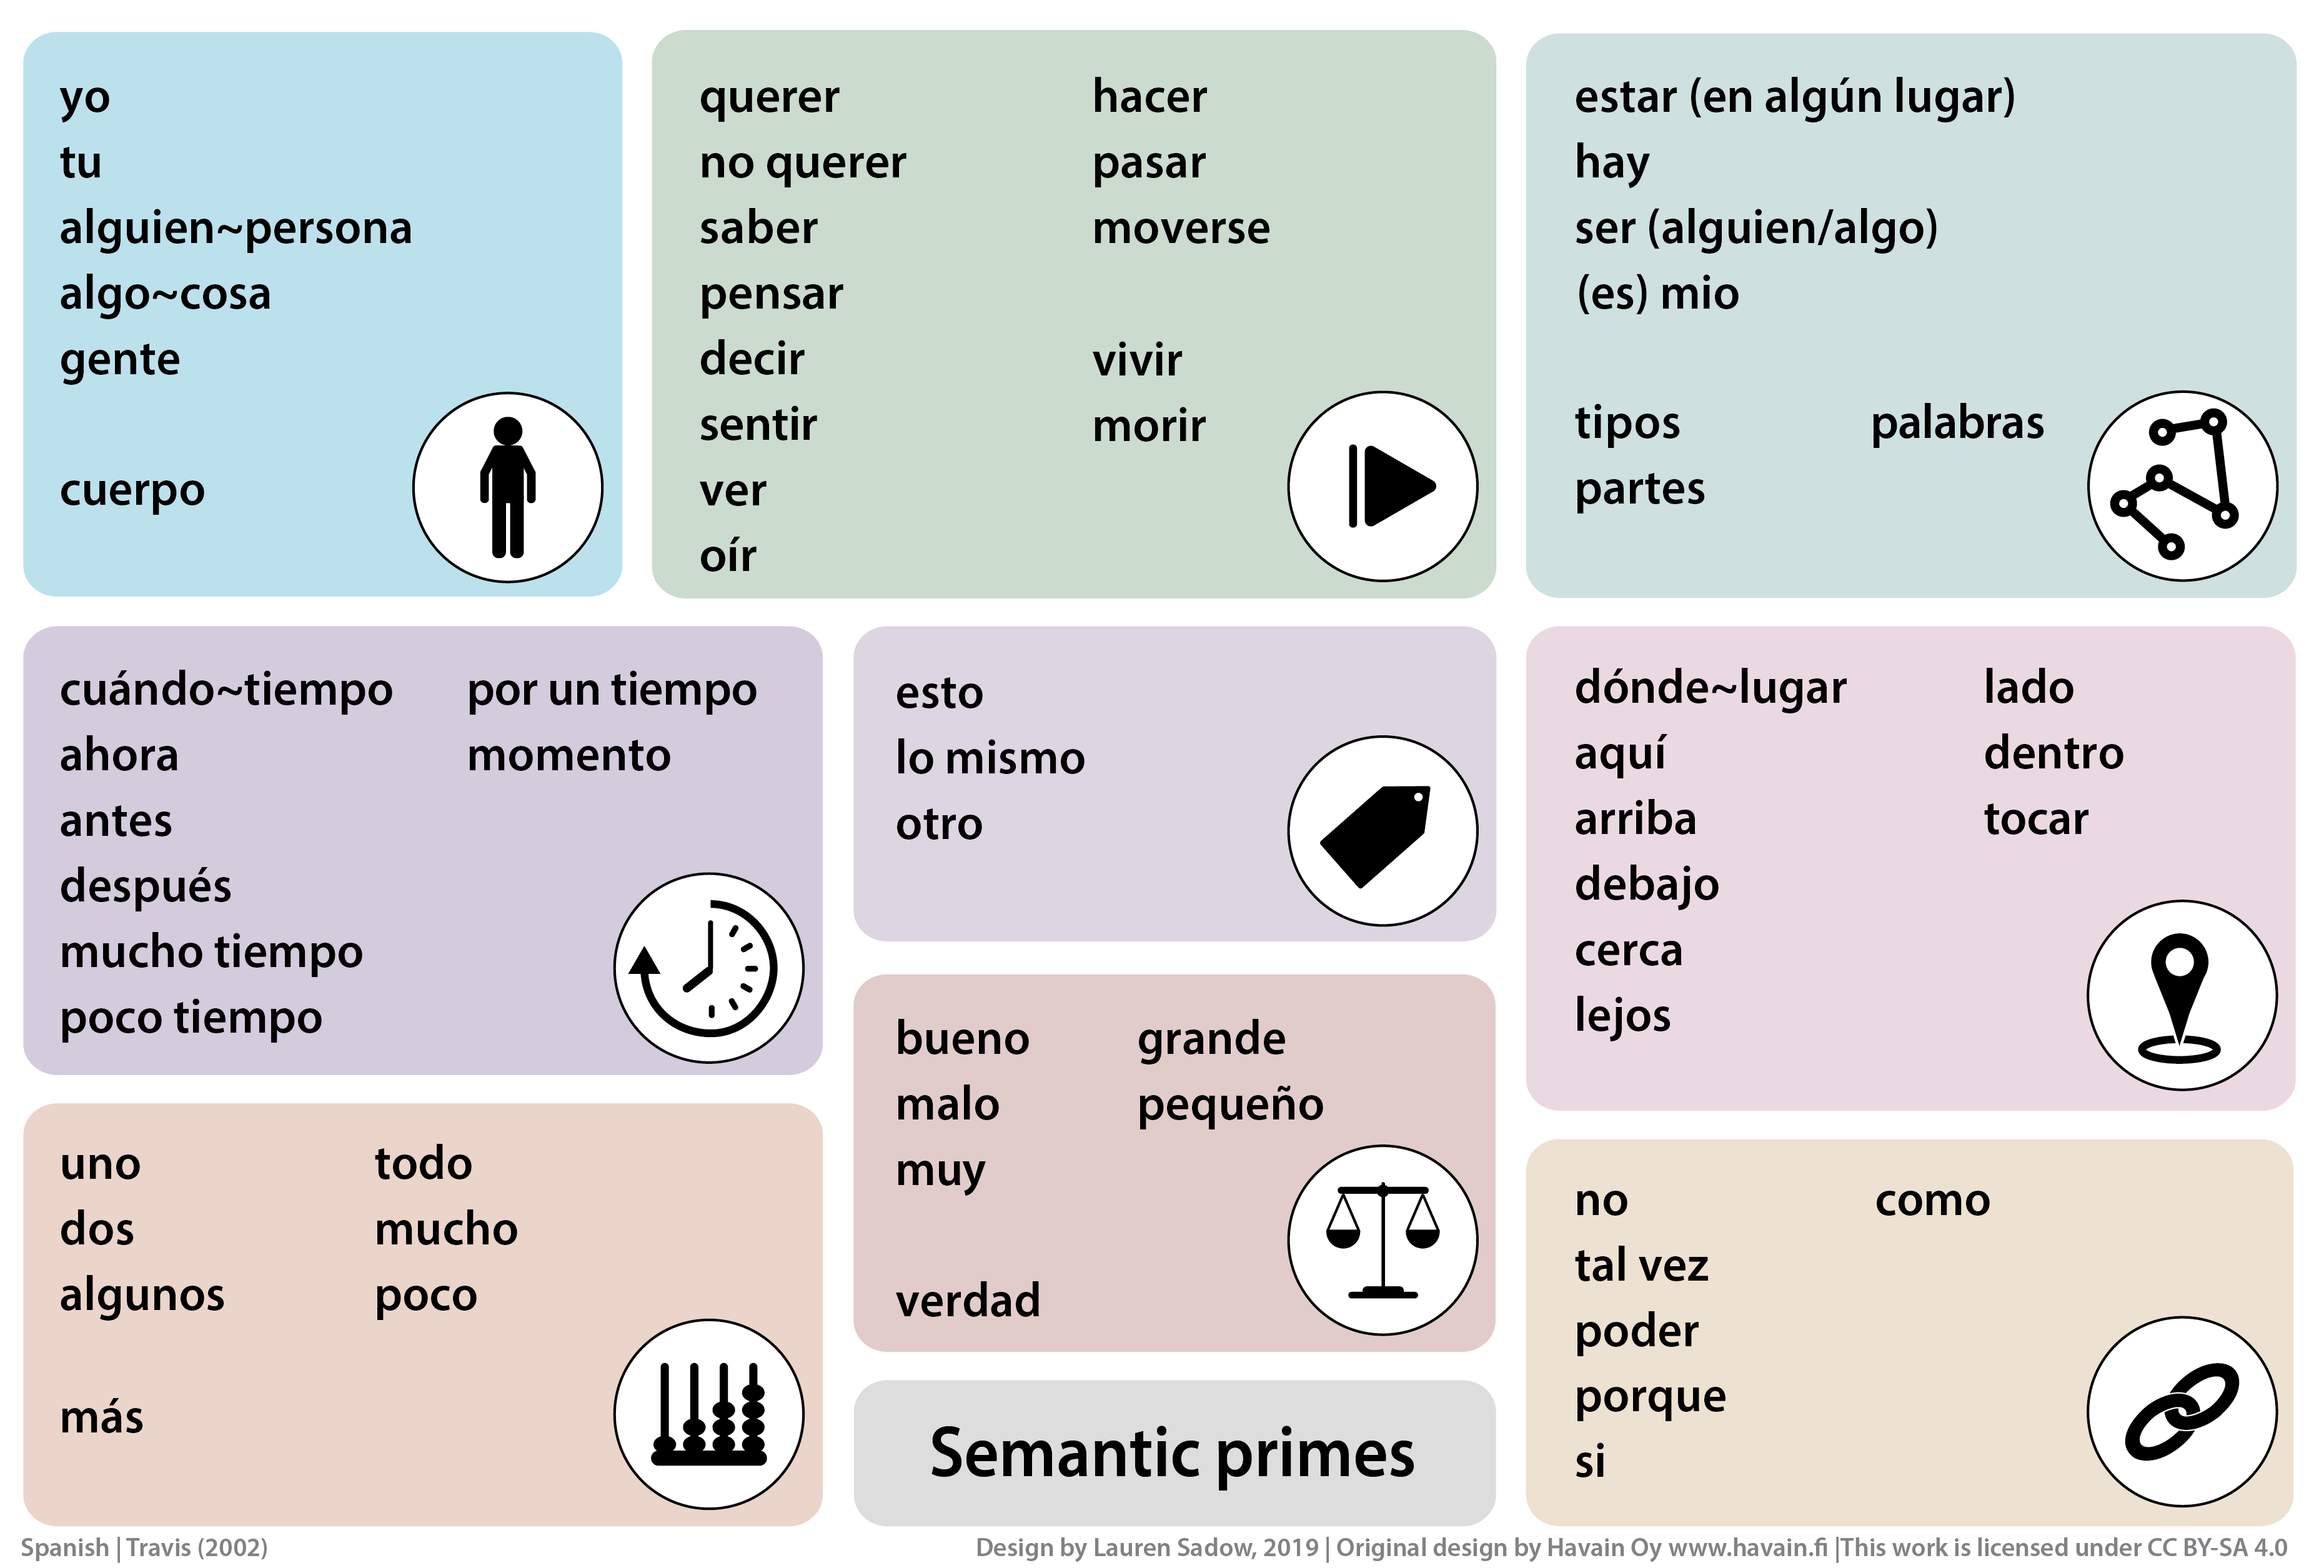 yo
tu
alguien~persona
algo~cosa
gente
cuerpo
querer
no querer
saber
pensar
decir
sentir
ver
oír
hacer
pasar
moverse
vivir
morir
estar (en algún lugar)
hay
ser (alguien/algo)
(es) mio
tipos
partes
palabras
cuándo~tiempo
ahora
antes
después
mucho tiempo
poco tiempo
por un tiempo
momento
esto
lo mismo
otro
dónde~lugar
aquí
arriba
debajo
cerca
lejos
lado
dentro
tocar
uno
dos
algunos
más
todo
mucho
poco
bueno
malo
muy
verdad
grande
pequeño
no
tal vez
poder
porque
si
como
Semantic primes
Spanish | Travis (2002)
Design by Lauren Sadow, 2019 | Original design by Havain Oy www.havain.fi |This work is licensed under CC BY-SA 4.0